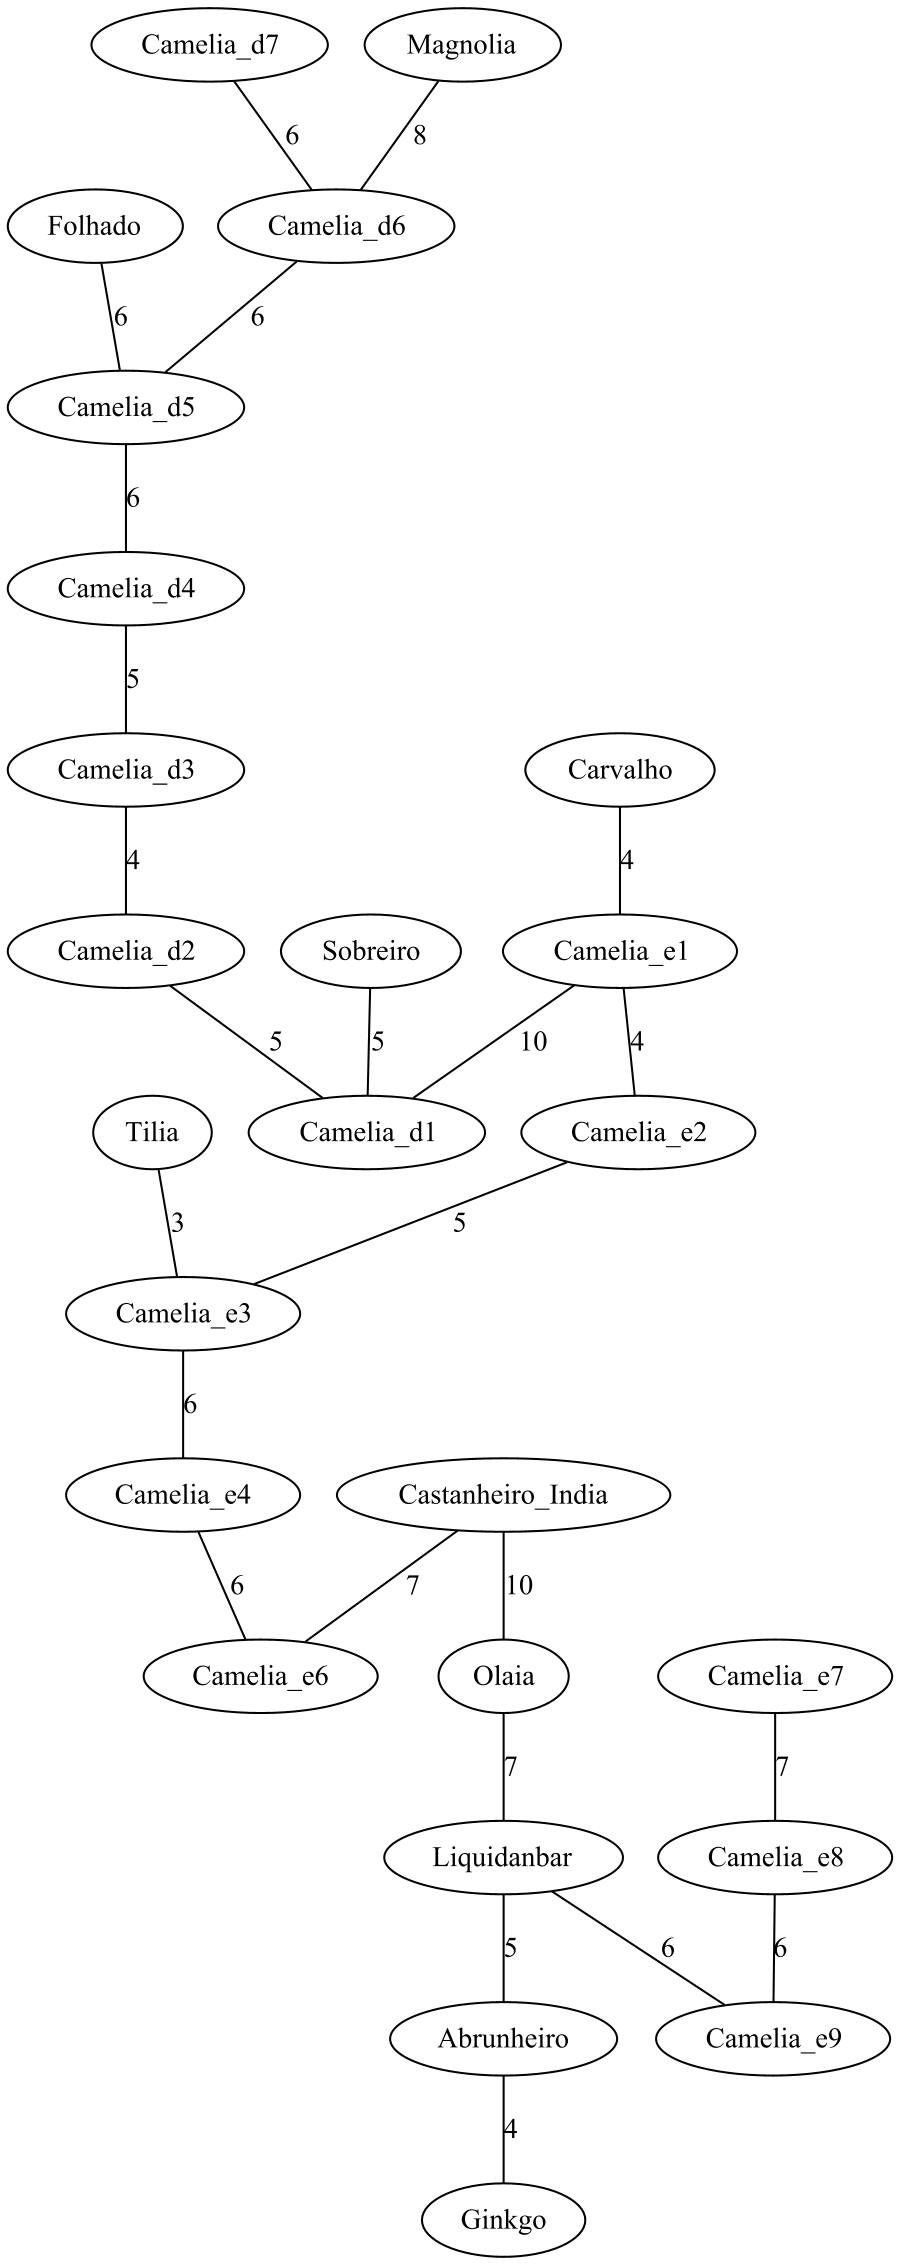 Camelia_d7
Magnolia
6
8
Folhado
Camelia_d6
6
6
Camelia_d5
6
Camelia_d4
5
Camelia_d3
Carvalho
4
4
Camelia_d2
Sobreiro
Camelia_e1
5
5
10
4
Tilia
Camelia_d1
Camelia_e2
3
5
Camelia_e3
6
Camelia_e4
Castanheiro_India
6
7
10
Camelia_e6
Olaia
Camelia_e7
7
7
Liquidanbar
Camelia_e8
5
6
6
Abrunheiro
Camelia_e9
4
Ginkgo